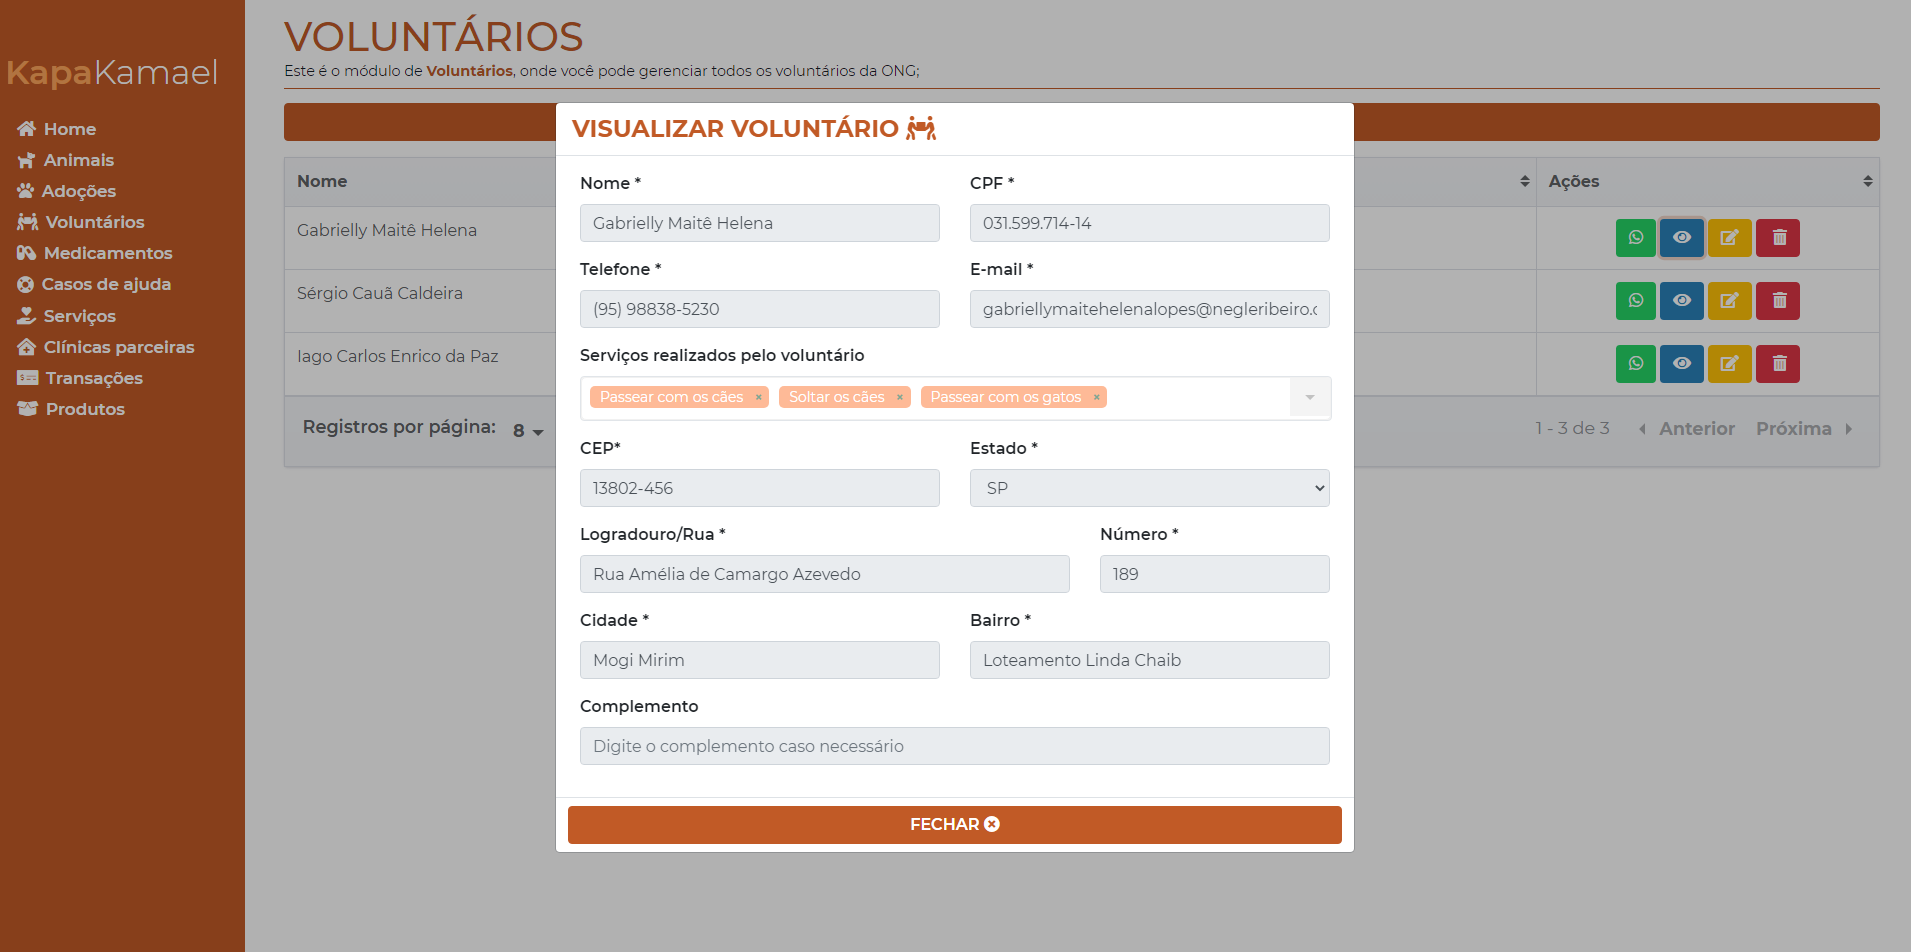 KapaKamael
Home
Animais
Adoções
Voluntários
Medicamentos
Casos de ajuda
Serviços
Clínicas parceiras
Transações
Produtos
VOLUNTÁRIOS
Este é o módulo de Voluntários, onde você pode gerenciar todos os voluntários da ONG;
Nome
Ações
Gabrielly Maitê Helena
Sérgio Cauã Caldeira
Iago Carlos Enrico da Paz
Registros por página: 8
1 - 3 de 3 Anterior Próxima
VISUALIZAR VOLUNTÁRIO
Nome * CPF *
Gabrielly Maitê Helena 031.599.714-14
Telefone * E-mail *
(95) 98838-5230 gabriellymaitehelenalopes@negleribeiro.c
Serviços realizados pelo voluntário
Passear com os cães × Soltar os cães × Passear com os gatos ×
CEP* Estado *
13802-456 SP
Logradouro/Rua * Número *
Rua Amélia de Camargo Azevedo 189
Cidade * Bairro *
Mogi Mirim Loteamento Linda Chaib
Complemento
Digite o complemento caso necessário
FECHAR